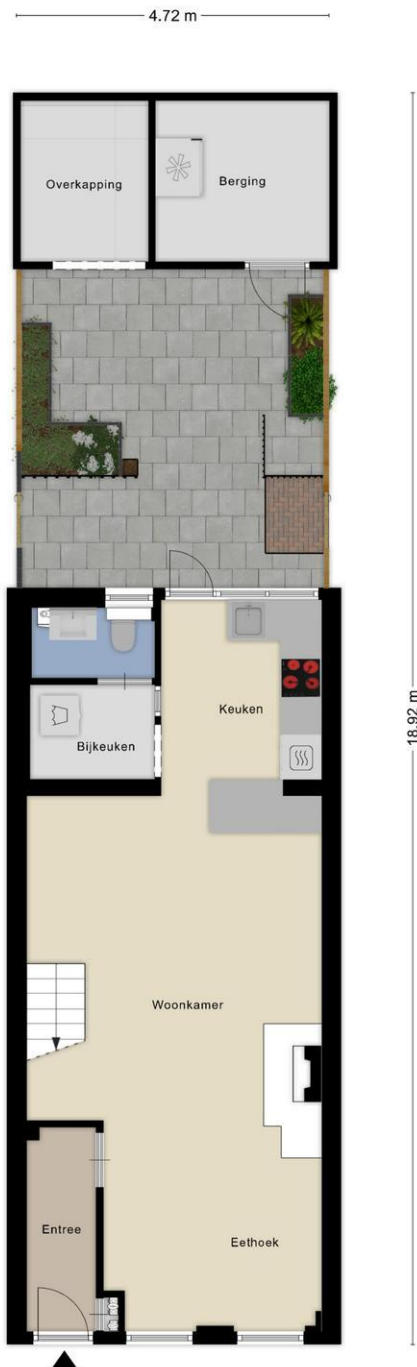 4.72 m
Overkapping
Berging
Keuken
Bijkeuken
18.92 m
Woonkamer
Entree
Eethoek